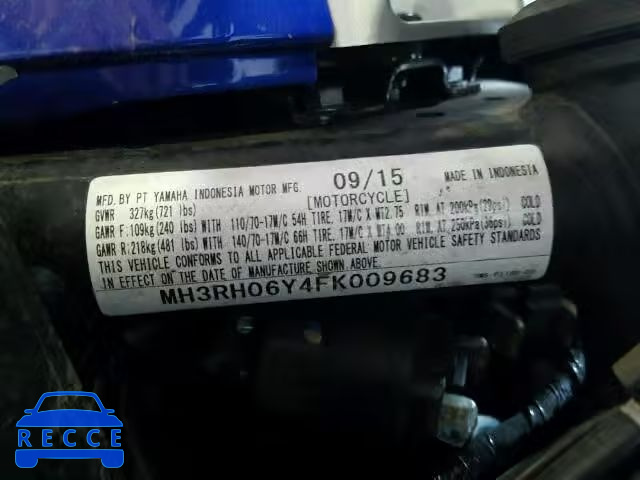 MFD. BY PT YAMAHA INDONESIA MOTOR MFG. 09/15 MADE IN INDONESIA
GVWR 327kg(721 lbs) [MOTORCYCLE]
GAWR F:109kg(240 lbs)WITH 110/70-17M/C 54H TIRE, 17M/C X MT2.75 RIM, AT 200kPa(29psi) COLD
GAWR R:218kg(481 lbs)WITH 140/70-17M/C 66H TIRE, 17M/C X MT4.00 RIM, AT 250kPa(36psi) COLD
THIS VEHICLE CONFORMS TO ALL APPLICABLE FEDERAL MOTOR VEHICLE SAFETY STANDARDS
IN EFFECT ON THE DATE OF MANUFACTURE SHOWN ABOVE.
MH3RH06Y4FK009683
RECCE